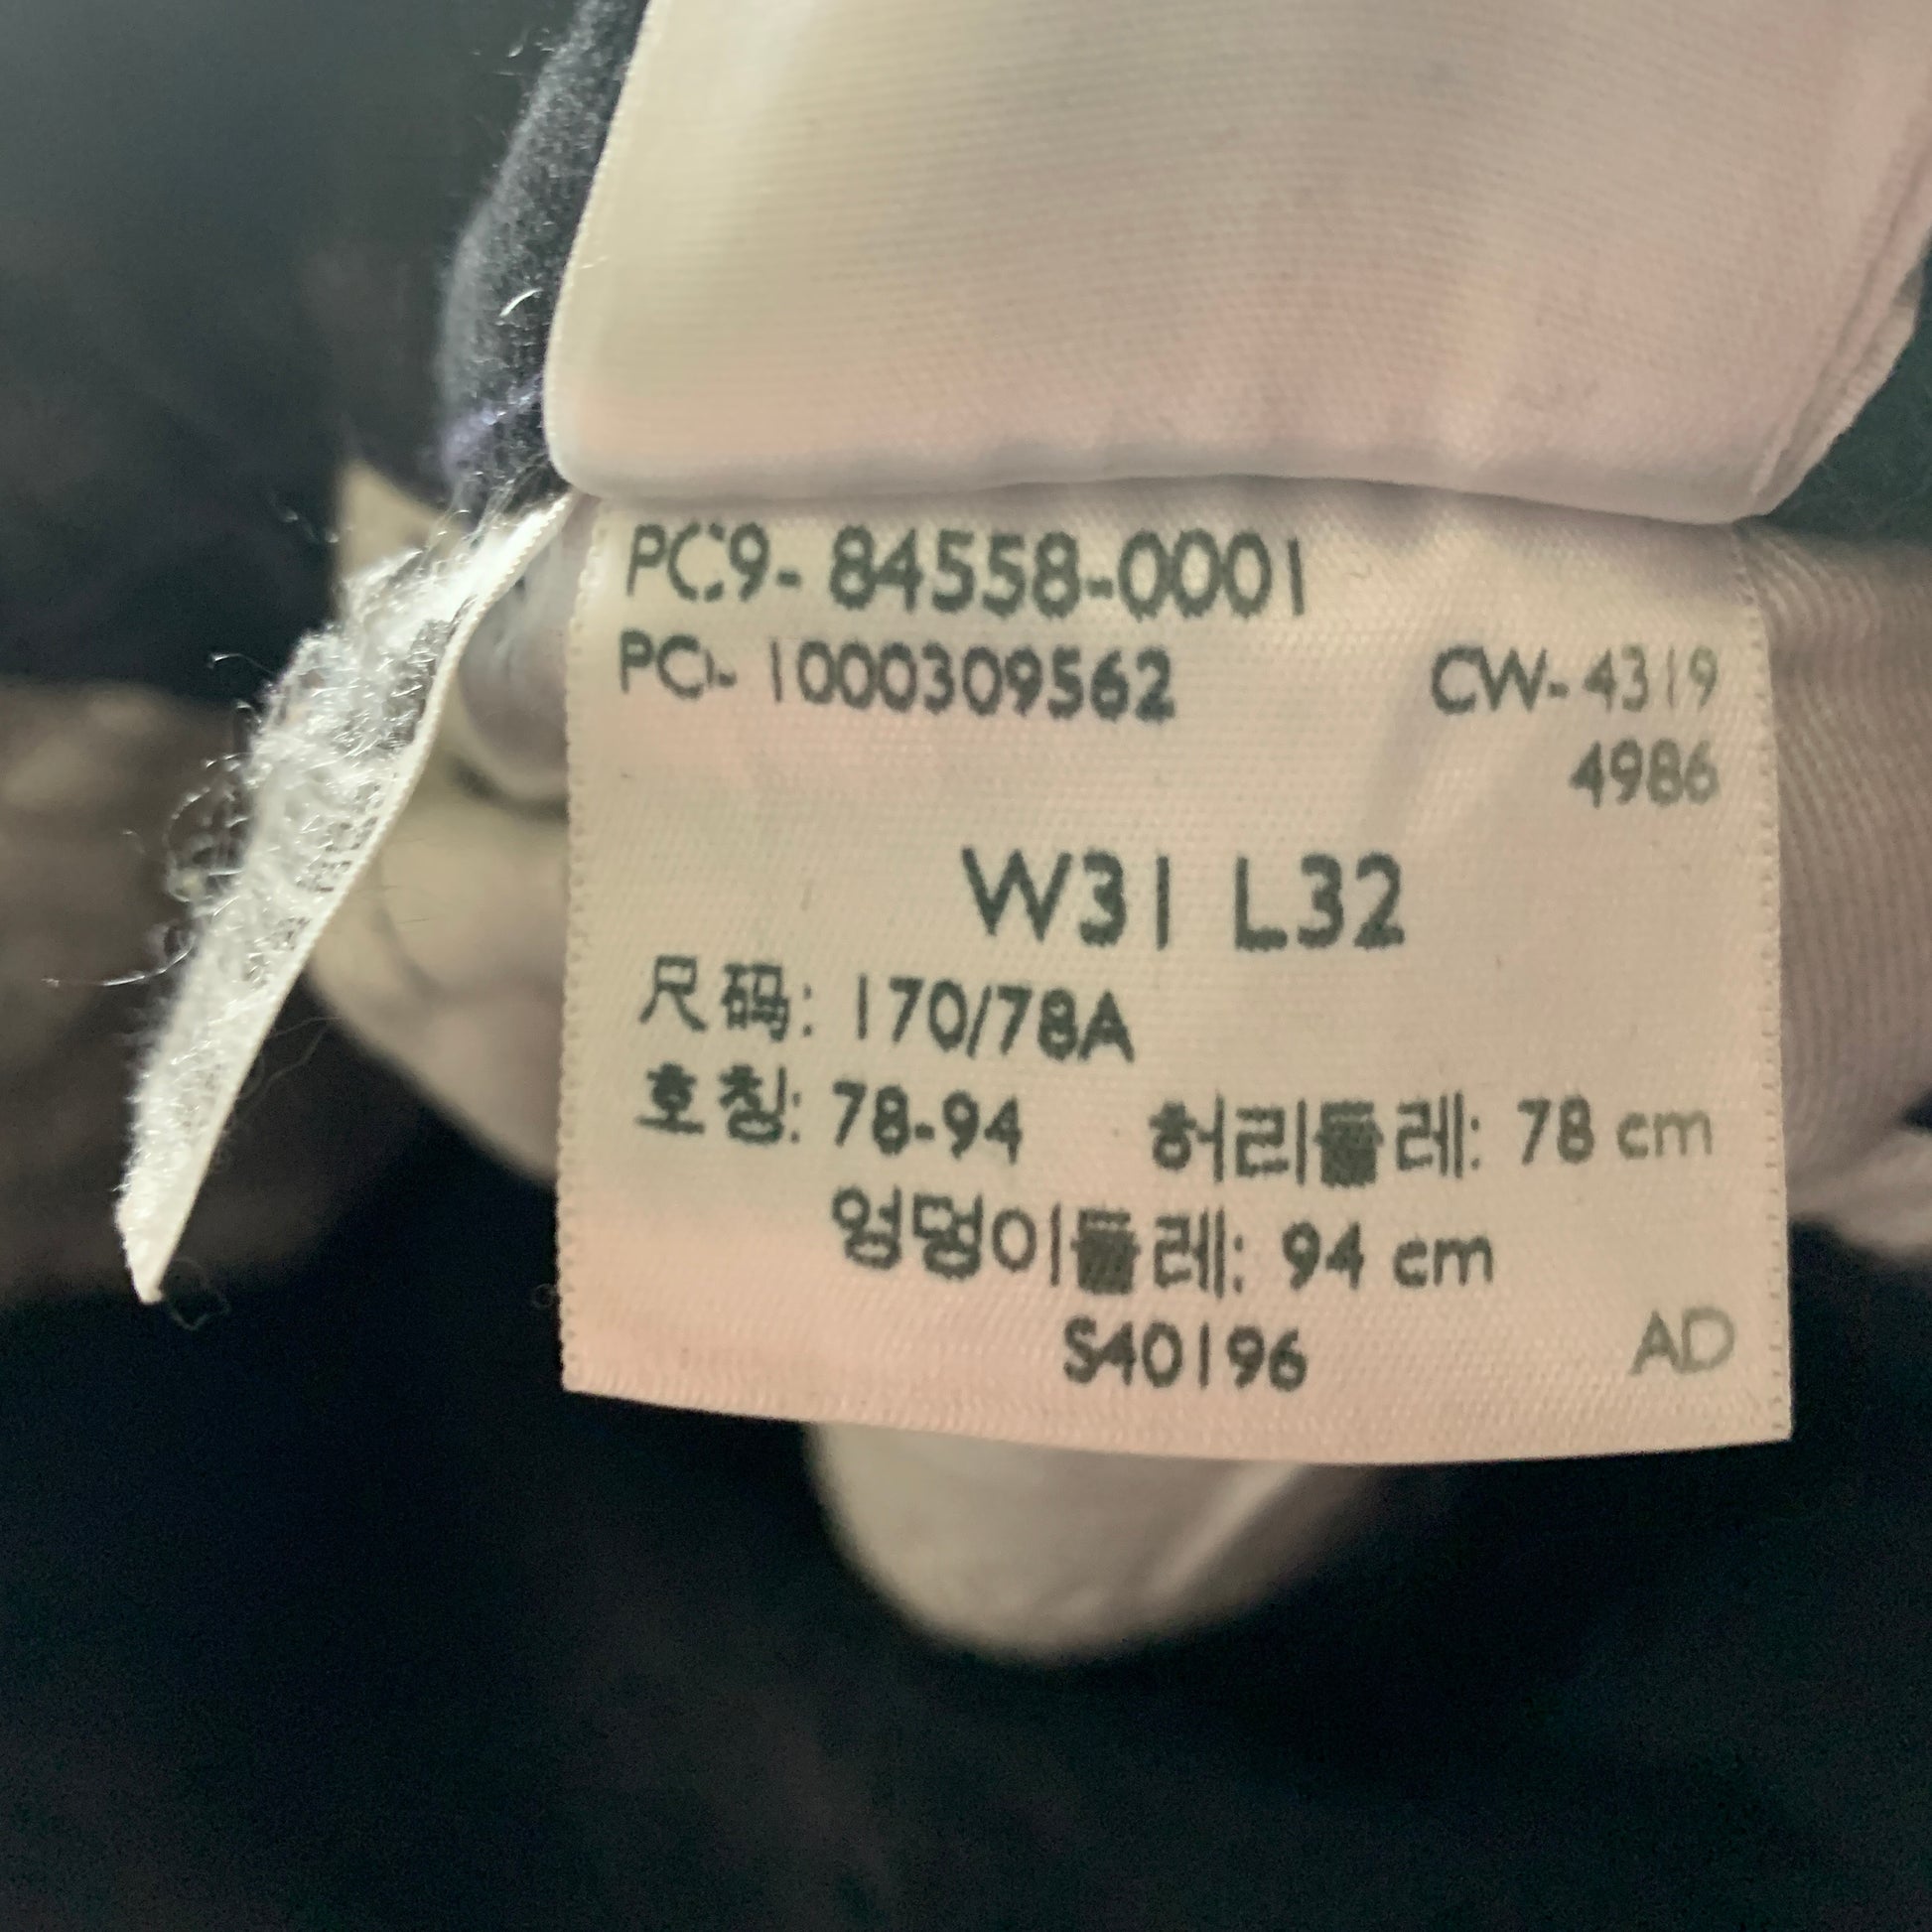 PC9- 84558-0001
PO- 1000309562 CW- 4319
4986
W31 L32
尺码: 170/78A
호칭: 78-94 허리둘레: 78 cm
엉덩이둘레: 94 cm
S40196 AD